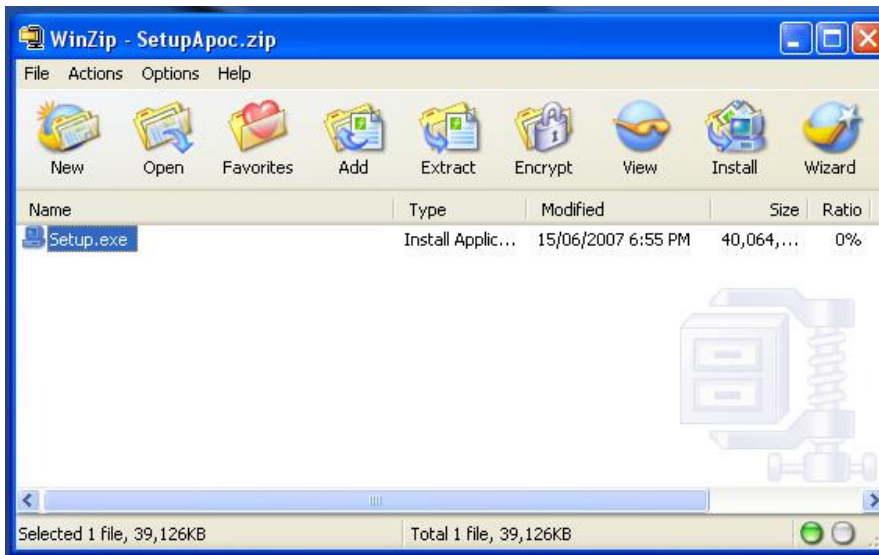 WinZip - SetupApoc.zip
File Actions Options Help
New Open Favorites Add Extract Encrypt View Install Wizard
Name Type Modified Size Ratio
Setup.exe Install Applic... 15/06/2007 6:55 PM 40,064,... 0%
Selected 1 file, 39,126KB Total 1 file, 39,126KB